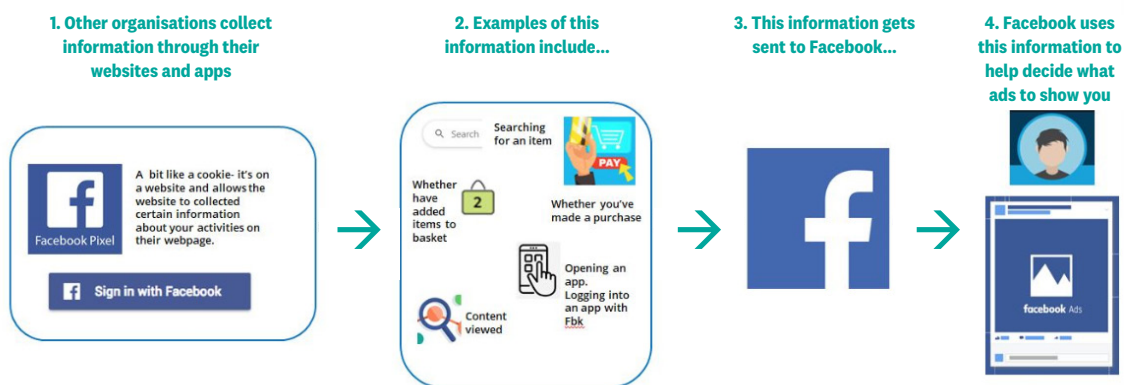 1. Other organisations collect
information through their
websites and apps
2. Examples of this
information include...
3. This information gets
sent to Facebook...
4. Facebook uses
this information to
help decide what
ads to show you
A bit like a cookie- it's on
a website and allows the
website to collected
certain information
about your activities on
their webpage.
Facebook Pixel
Sign in with Facebook
Search
Searching
for an item
PAY
Whether
have
added
items to
basket
2
Whether you've
made a purchase
Opening an
app.
Logging into
an app with
Fbk
Content
viewed
facebook Ads